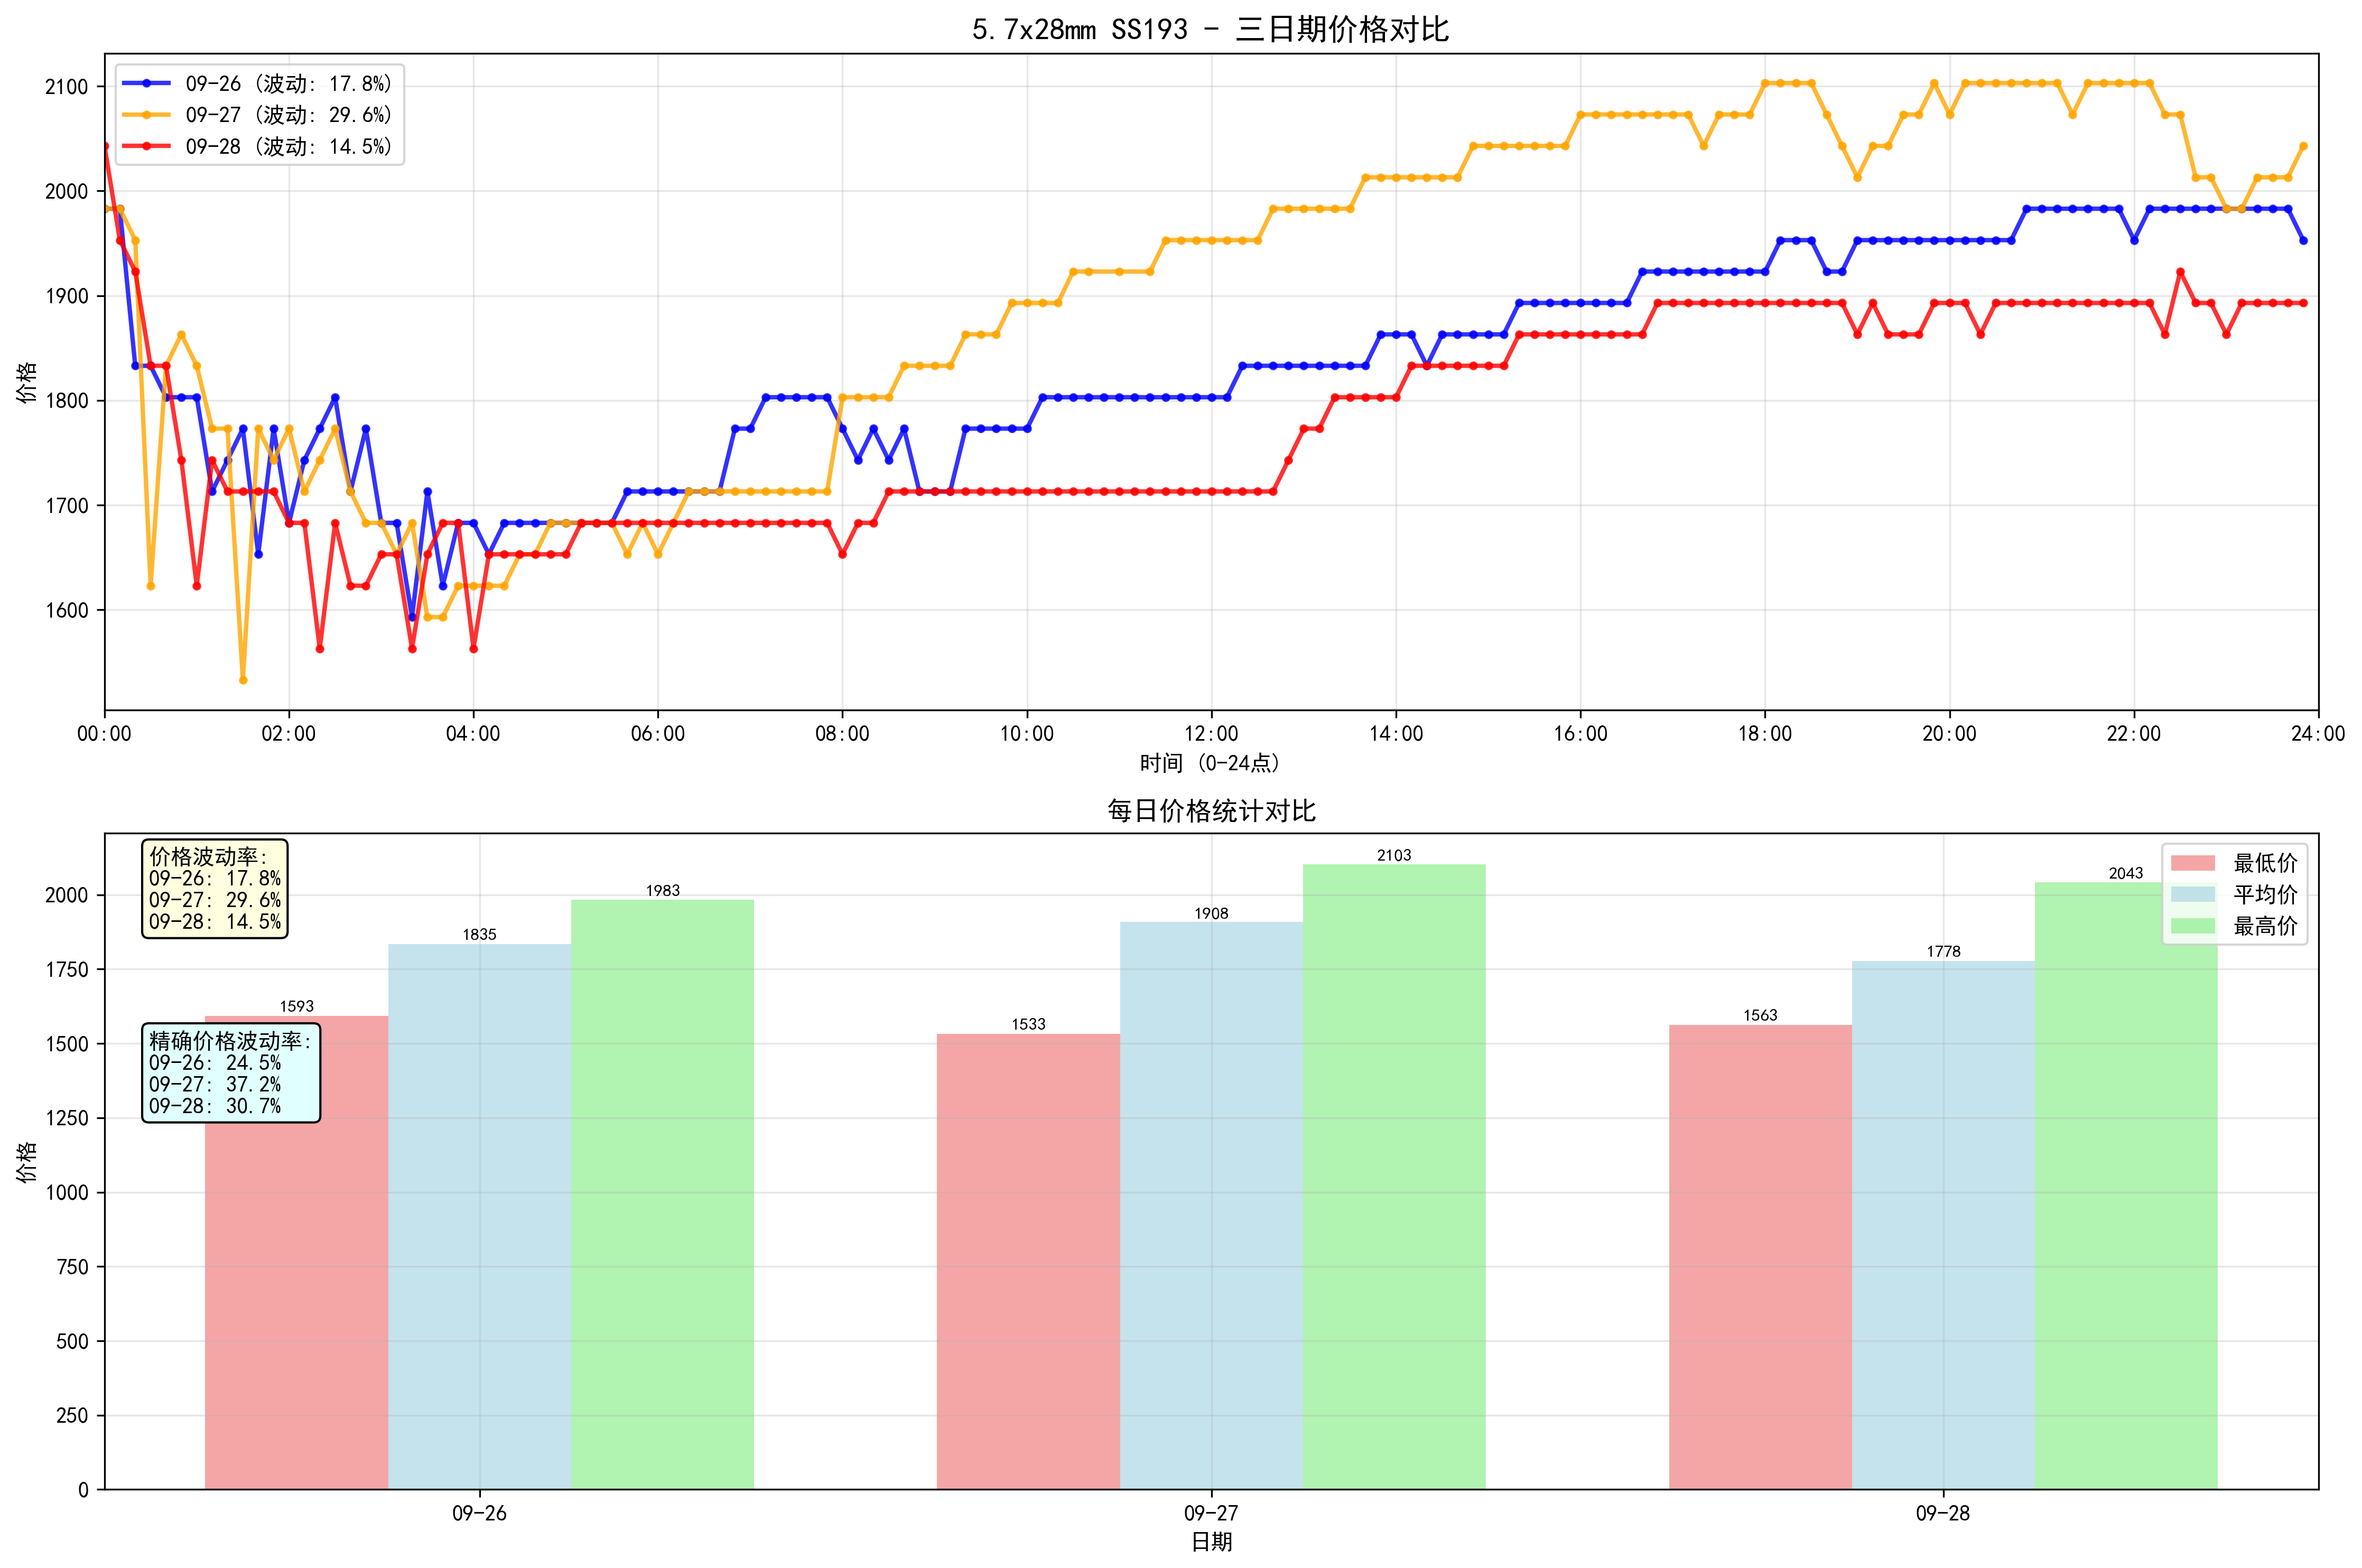 5.7x28mm SS193 - 三日期价格对比
09-26 (波动: 17.8%)
09-27 (波动: 29.6%)
09-28 (波动: 14.5%)
价格
2100
2000
1900
1800
1700
1600
00:00 02:00 04:00 06:00 08:00 10:00 12:00 14:00 16:00 18:00 20:00 22:00 24:00
时间 (0-24点)
每日价格统计对比
价格波动率:
09-26: 17.8%
09-27: 29.6%
09-28: 14.5%
精确价格波动率:
09-26: 24.5%
09-27: 37.2%
09-28: 30.7%
最低价
平均价
最高价
1593 1835 1983
1533 1908 2103
1563 1778 2043
价格
2000
1750
1500
1250
1000
750
500
250
0
09-26 09-27 09-28
日期